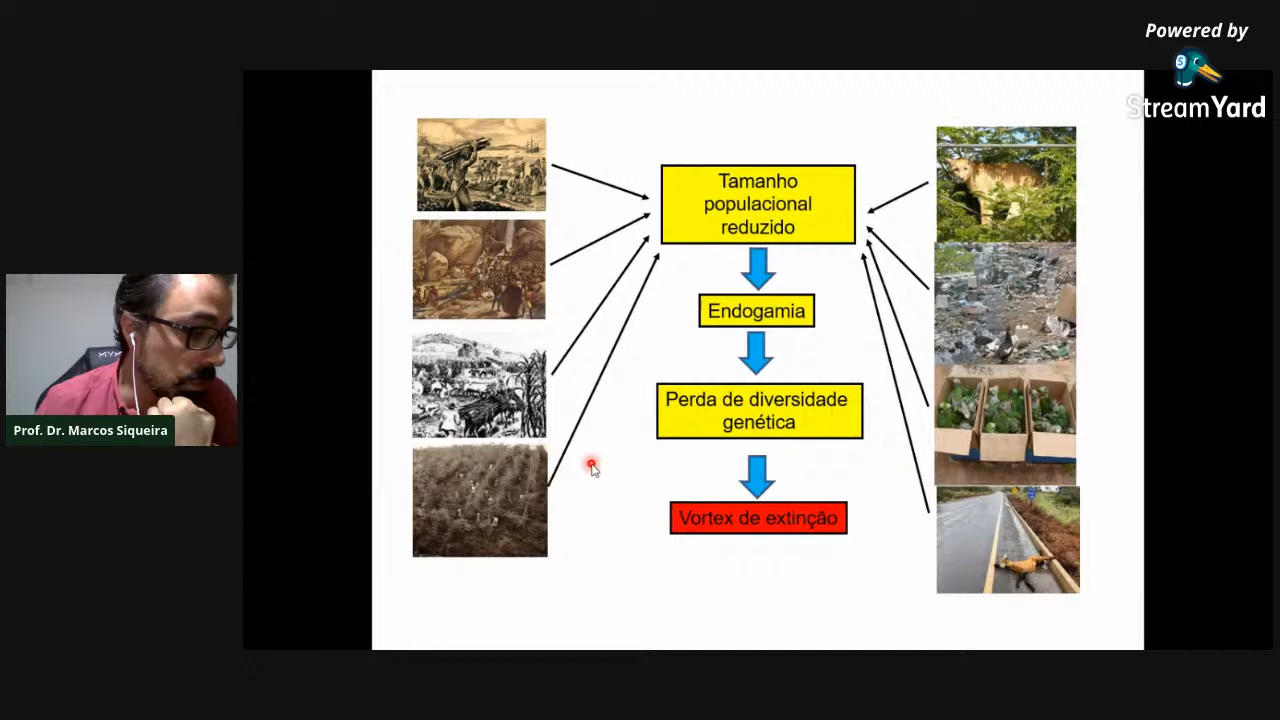 Powered by
StreamYard
Tamanho
populacional
reduzido
Endogamia
Perda de diversidade
genética
Vortex de extinção
Prof. Dr. Marcos Siqueira